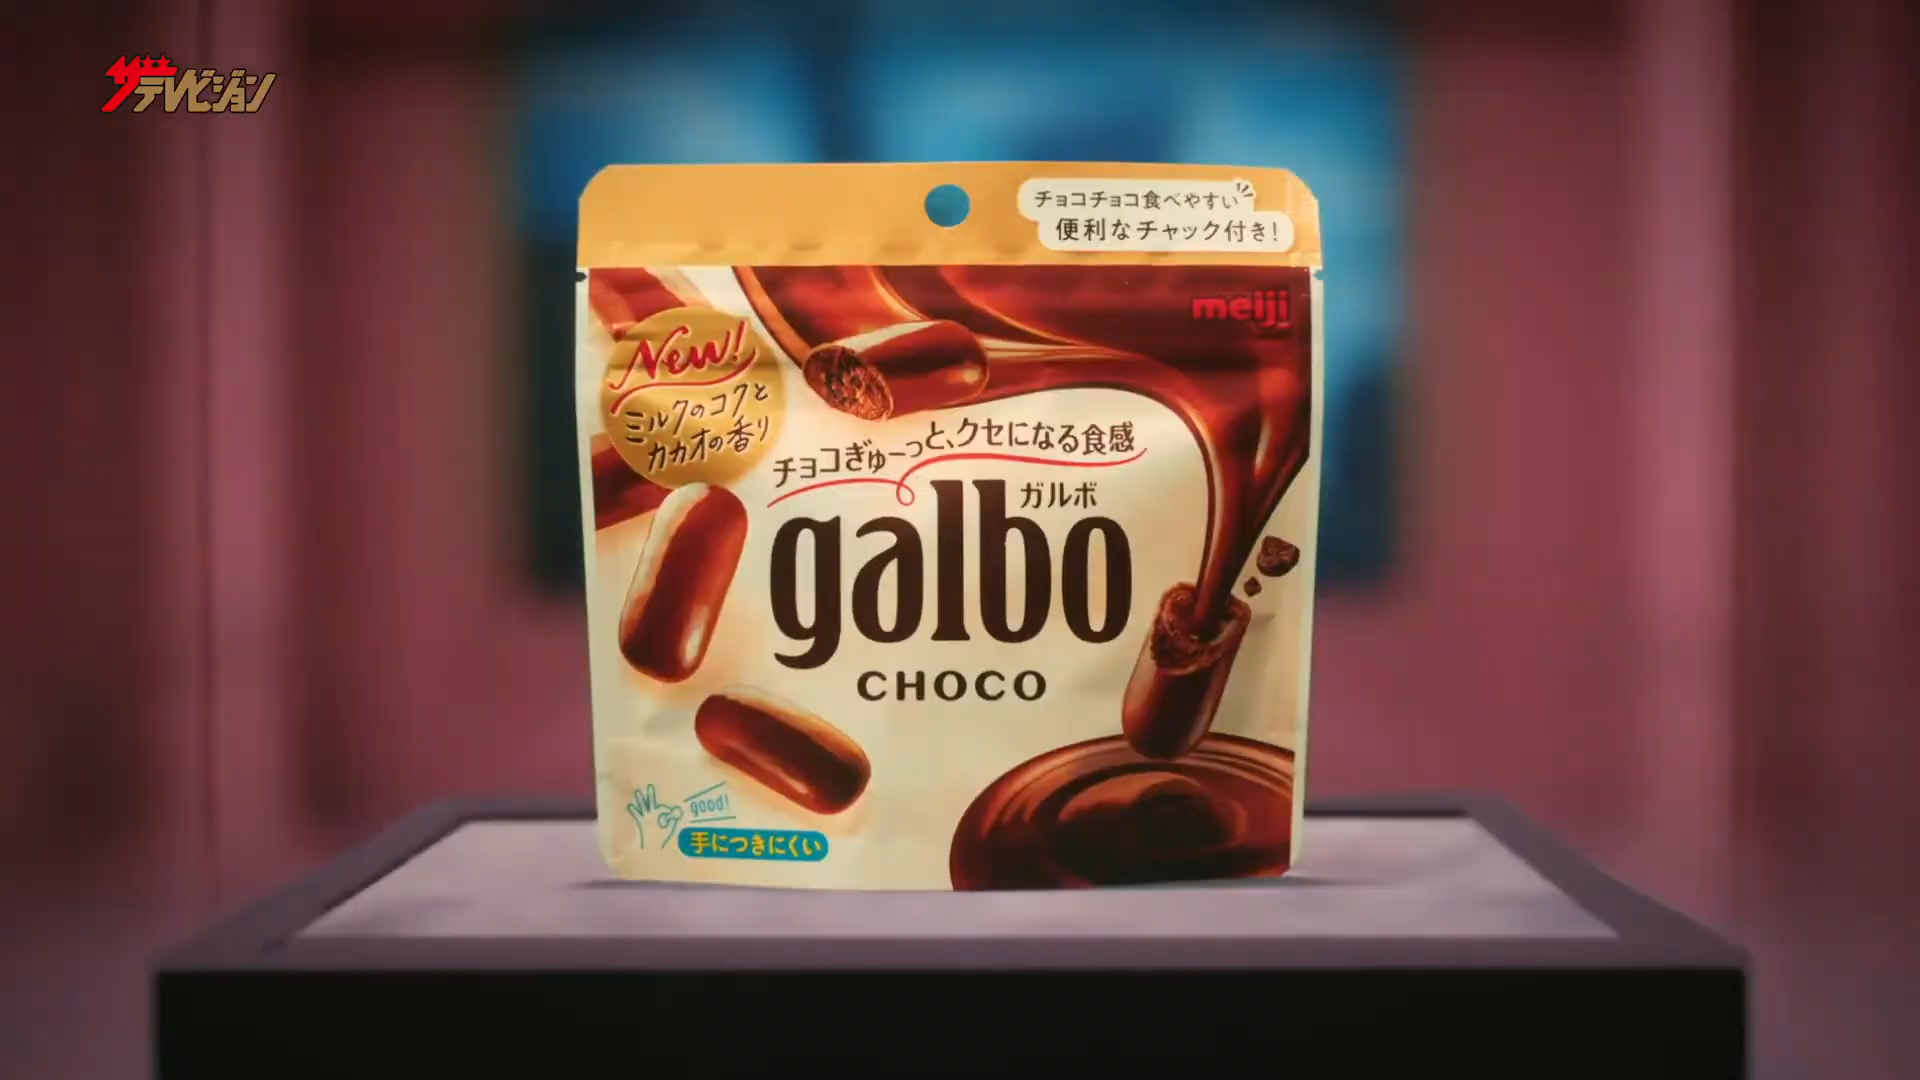 ザテレビジョン
チョコチョコ食べやすい
便利なチャック付き!
meiji
New!
ミルクのコクと
カカオの香り
チョコぎゅーっと、クセになる食感
ガルボ
galbo
CHOCO
good!
手につきにくい